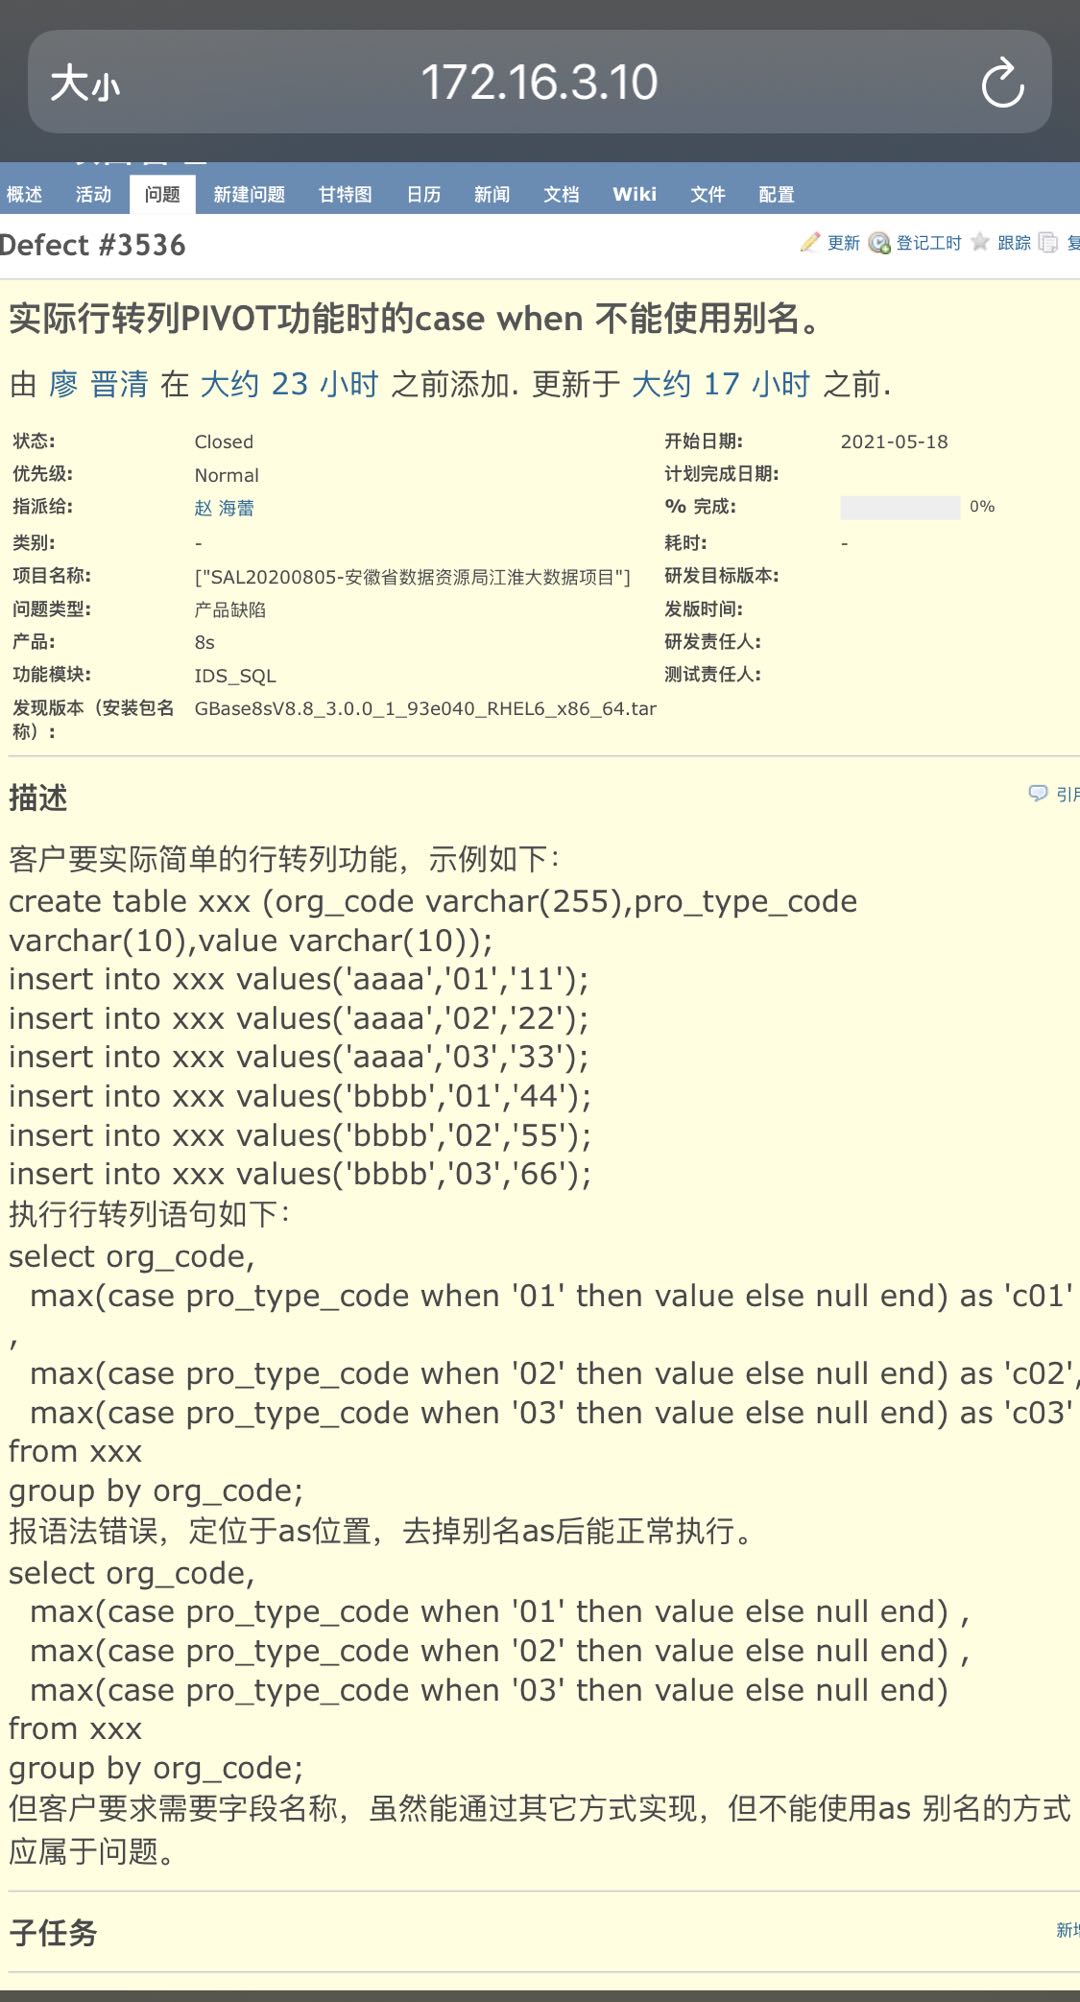 大小 172.16.3.10
概述 活动 问题 新建问题 甘特图 日历 新闻 文档 Wiki 文件 配置
Defect #3536 更新 登记工时 跟踪
实际行转列PIVOT功能时的case when 不能使用别名。
由 廖 晋清 在 大约 23 小时 之前添加. 更新于 大约 17 小时 之前.
状态: Closed 开始日期: 2021-05-18
优先级: Normal 计划完成日期:
指派给: 赵 海蕾 % 完成: 0%
类别: - 耗时: -
项目名称: ["SAL20200805-安徽省数据资源局江淮大数据项目"] 研发目标版本:
问题类型: 产品缺陷 发版时间:
产品: 8s 研发责任人:
功能模块: IDS_SQL 测试责任人:
发现版本（安装包名 GBase8sV8.8_3.0.0_1_93e040_RHEL6_x86_64.tar
称）:
描述
客户要实际简单的行转列功能，示例如下：
create table xxx (org_code varchar(255),pro_type_code
varchar(10),value varchar(10));
insert into xxx values('aaaa','01','11');
insert into xxx values('aaaa','02','22');
insert into xxx values('aaaa','03','33');
insert into xxx values('bbbb','01','44');
insert into xxx values('bbbb','02','55');
insert into xxx values('bbbb','03','66');
执行行转列语句如下：
select org_code,
max(case pro_type_code when '01' then value else null end) as 'c01'
,
max(case pro_type_code when '02' then value else null end) as 'c02',
max(case pro_type_code when '03' then value else null end) as 'c03'
from xxx
group by org_code;
报语法错误，定位于as位置，去掉别名as后能正常执行。
select org_code,
max(case pro_type_code when '01' then value else null end) ,
max(case pro_type_code when '02' then value else null end) ,
max(case pro_type_code when '03' then value else null end)
from xxx
group by org_code;
但客户要求需要字段名称，虽然能通过其它方式实现，但不能使用as 别名的方式
应属于问题。
子任务